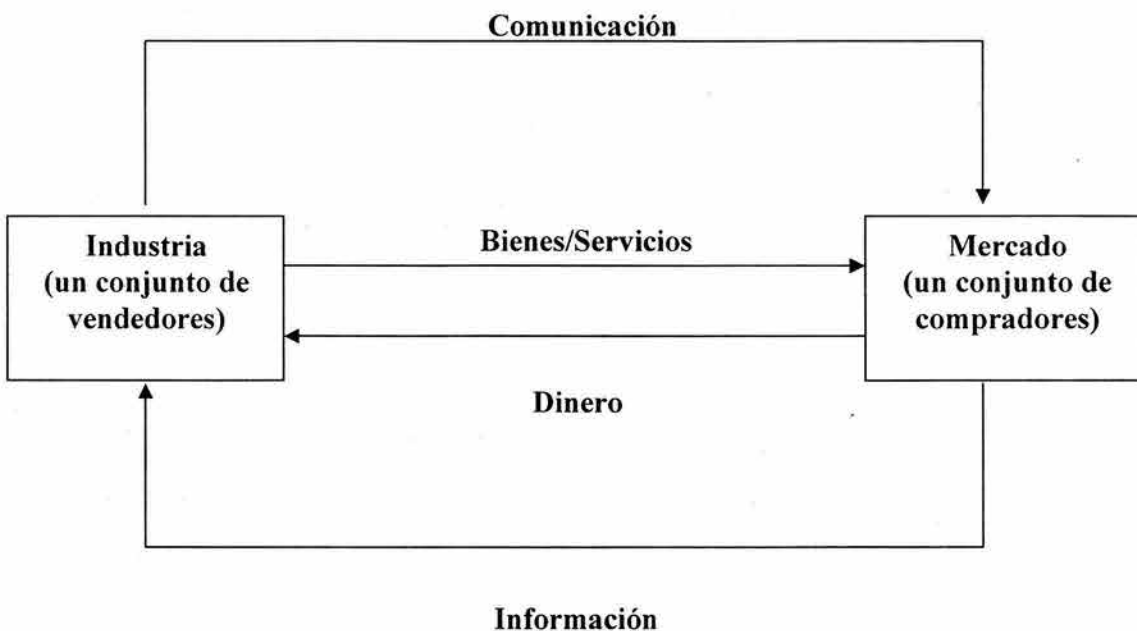 Comunicación
Industria
(un conjunto de
vendedores)
Bienes/Servicios
Mercado
(un conjunto de
compradores)
Dinero
Información